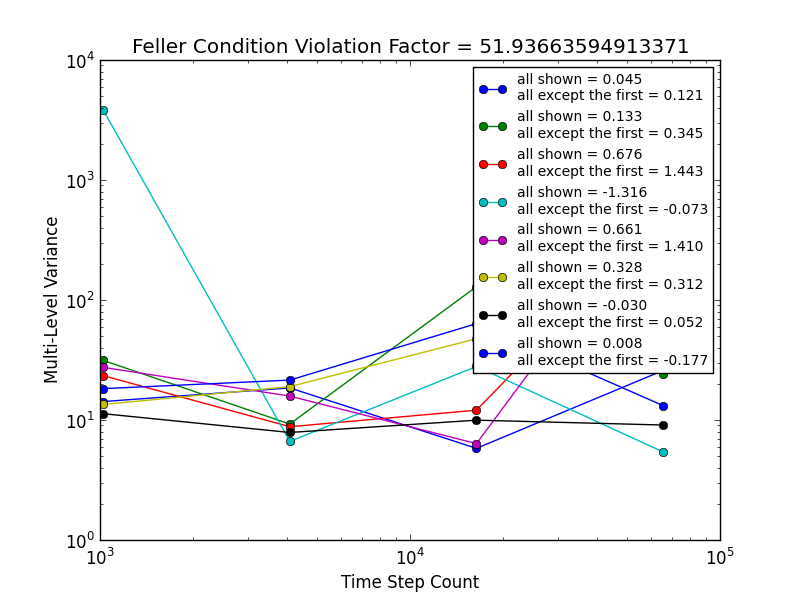 Feller Condition Violation Factor = 51.93663594913371
10^4
10^3
10^2
10^1
10^0
Multi-Level Variance
all shown = 0.045
all except the first = 0.121
all shown = 0.133
all except the first = 0.345
all shown = 0.676
all except the first = 1.443
all shown = -1.316
all except the first = -0.073
all shown = 0.661
all except the first = 1.410
all shown = 0.328
all except the first = 0.312
all shown = -0.030
all except the first = 0.052
all shown = 0.008
all except the first = -0.177
10^3
10^4
10^5
Time Step Count